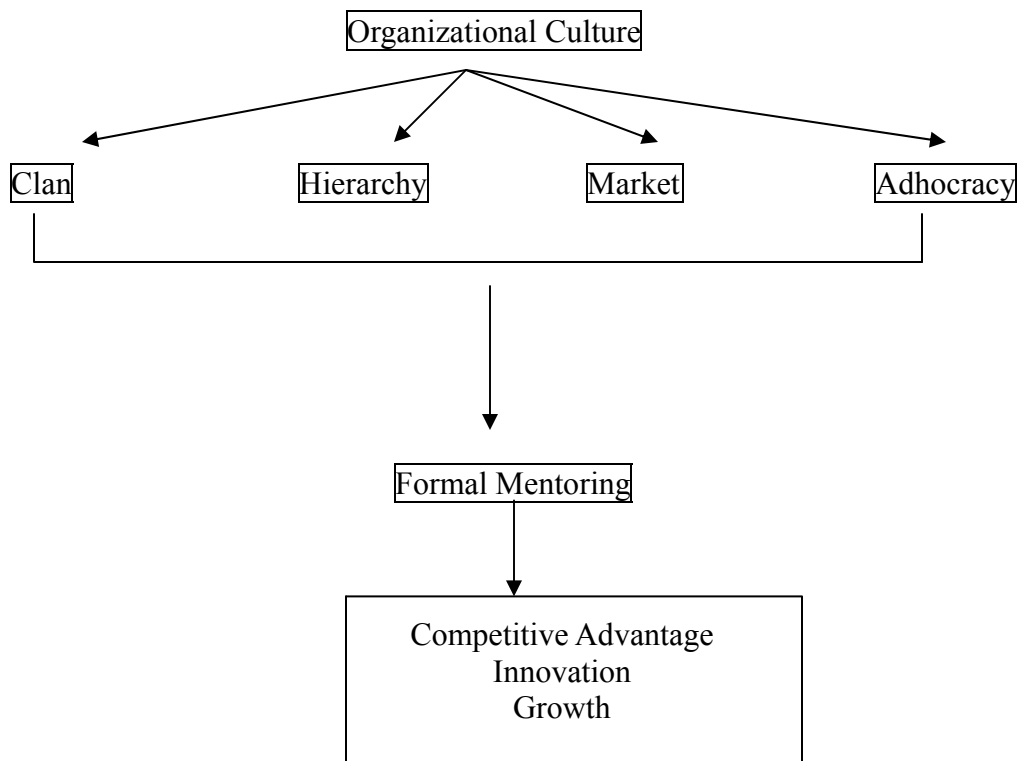 Organizational Culture
Clan Hierarchy Market Adhocracy
Formal Mentoring
Competitive Advantage
Innovation
Growth